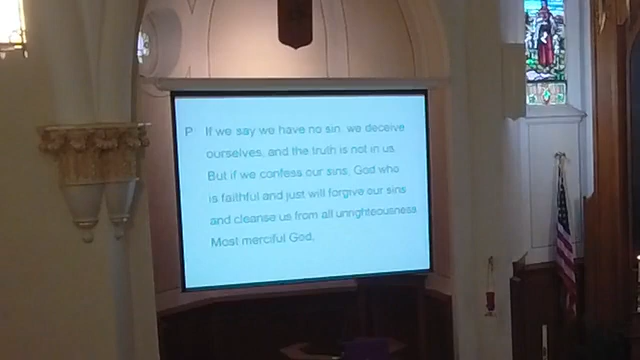 P If we say we have no sin, we deceive
ourselves, and the truth is not in us.
But if we confess our sins, God who
is faithful and just will forgive our sins
and cleanse us from all unrighteousness.
Most merciful God,